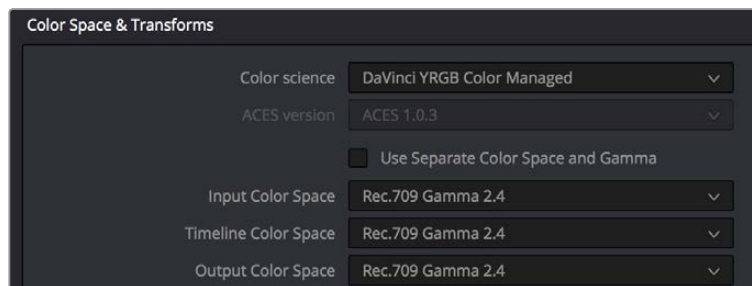 Color Space & Transforms
Color science DaVinci YRGB Color Managed
ACES version ACES 1.0.3
Use Separate Color Space and Gamma
Input Color Space Rec.709 Gamma 2.4
Timeline Color Space Rec.709 Gamma 2.4
Output Color Space Rec.709 Gamma 2.4